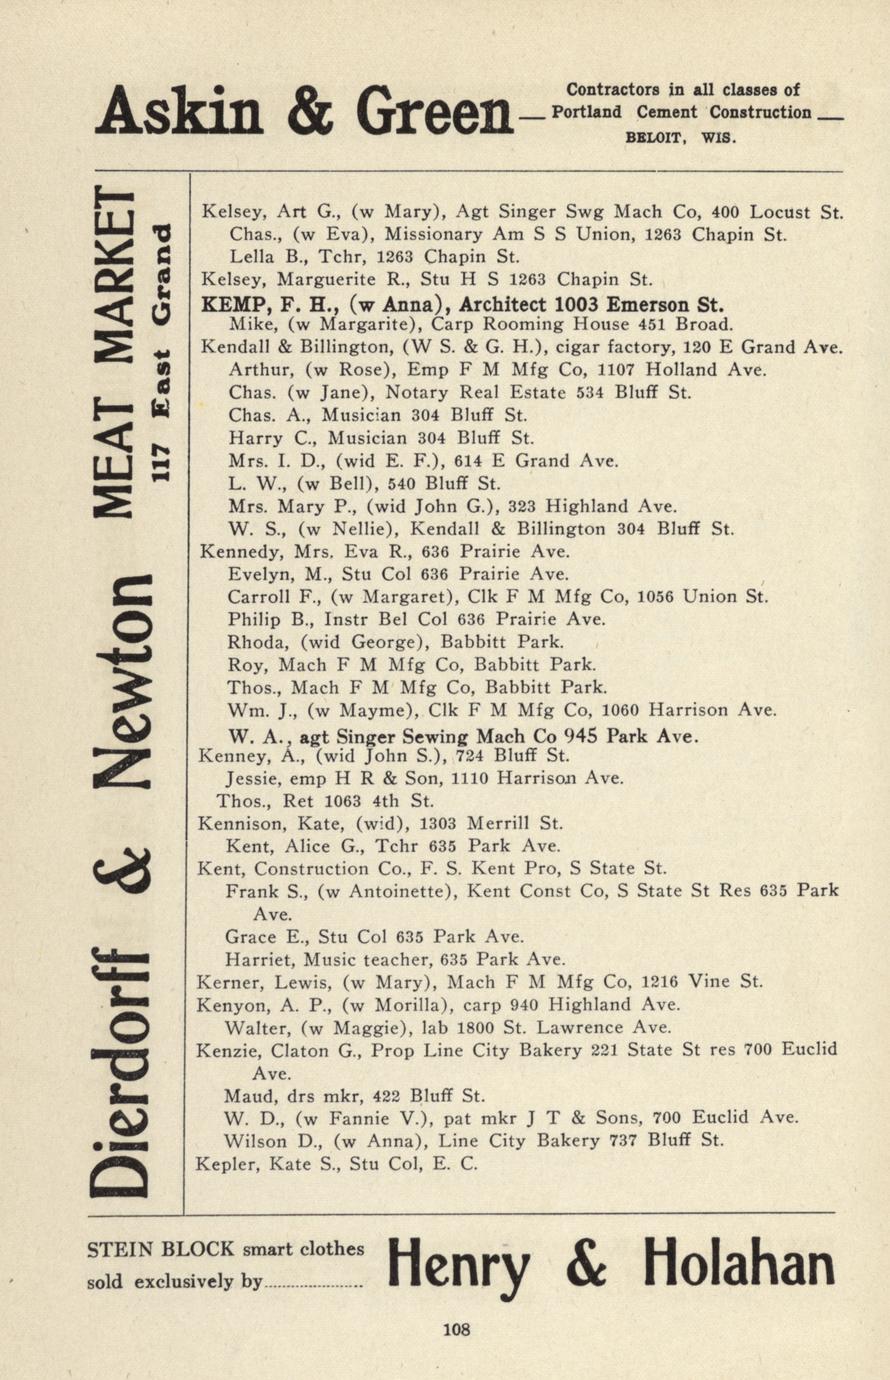 Askin & Green — Contractors in all classes of
Portland Cement Construction —
BELOIT, WIS.
Dierdorff & Newton MEAT MARKET
117 East Grand
Kelsey, Art G., (w Mary), Agt Singer Swg Mach Co, 400 Locust St.
Chas., (w Eva), Missionary Am S S Union, 1263 Chapin St.
Lella B., Tchr, 1263 Chapin St.
Kelsey, Marguerite R., Stu H S 1263 Chapin St.
KEMP, F. H., (w Anna), Architect 1003 Emerson St.
Mike, (w Margarite), Carp Rooming House 451 Broad.
Kendall & Billington, (W S. & G. H.), cigar factory, 120 E Grand Ave.
Arthur, (w Rose), Emp F M Mfg Co, 1107 Holland Ave.
Chas. (w Jane), Notary Real Estate 534 Bluff St.
Chas. A., Musician 304 Bluff St.
Harry C., Musician 304 Bluff St.
Mrs. I. D., (wid E. F.), 614 E Grand Ave.
L. W., (w Bell), 540 Bluff St.
Mrs. Mary P., (wid John G.), 323 Highland Ave.
W. S., (w Nellie), Kendall & Billington 304 Bluff St.
Kennedy, Mrs. Eva R., 636 Prairie Ave.
Evelyn, M., Stu Col 636 Prairie Ave.
Carroll F., (w Margaret), Clk F M Mfg Co, 1056 Union St.
Philip B., Instr Bel Col 636 Prairie Ave.
Rhoda, (wid George), Babbitt Park.
Roy, Mach F M Mfg Co, Babbitt Park.
Thos., Mach F M Mfg Co, Babbitt Park.
Wm. J., (w Mayme), Clk F M Mfg Co, 1060 Harrison Ave.
W. A., agt Singer Sewing Mach Co 945 Park Ave.
Kenney, A., (wid John S.), 724 Bluff St.
Jessie, emp H R & Son, 1110 Harrison Ave.
Thos., Ret 1063 4th St.
Kennison, Kate, (wid), 1303 Merrill St.
Kent, Alice G., Tchr 635 Park Ave.
Kent, Construction Co., F. S. Kent Pro, S State St.
Frank S., (w Antoinette), Kent Const Co, S State St Res 635 Park
Ave.
Grace E., Stu Col 635 Park Ave.
Harriet, Music teacher, 635 Park Ave.
Kerner, Lewis, (w Mary), Mach F M Mfg Co, 1216 Vine St.
Kenyon, A. P., (w Morilla), carp 940 Highland Ave.
Walter, (w Maggie), lab 1800 St. Lawrence Ave.
Kenzie, Claton G., Prop Line City Bakery 221 State St res 700 Euclid
Ave.
Maud, drs mkr, 422 Bluff St.
W. D., (w Fannie V.), pat mkr J T & Sons, 700 Euclid Ave.
Wilson D., (w Anna), Line City Bakery 737 Bluff St.
Kepler, Kate S., Stu Col, E. C.
STEIN BLOCK smart clothes
sold exclusively by...................... Henry & Holahan
108